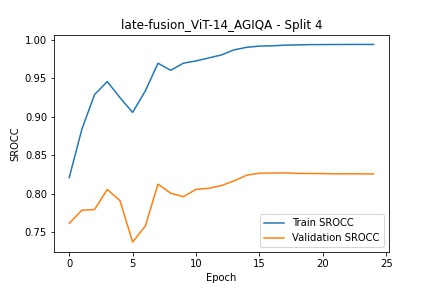 late-fusion_ViT-14_AGIQA - Split 4
1.00
0.95
0.90
0.85
0.80
0.75
SROCC
Train SROCC
Validation SROCC
0 5 10 15 20 25
Epoch